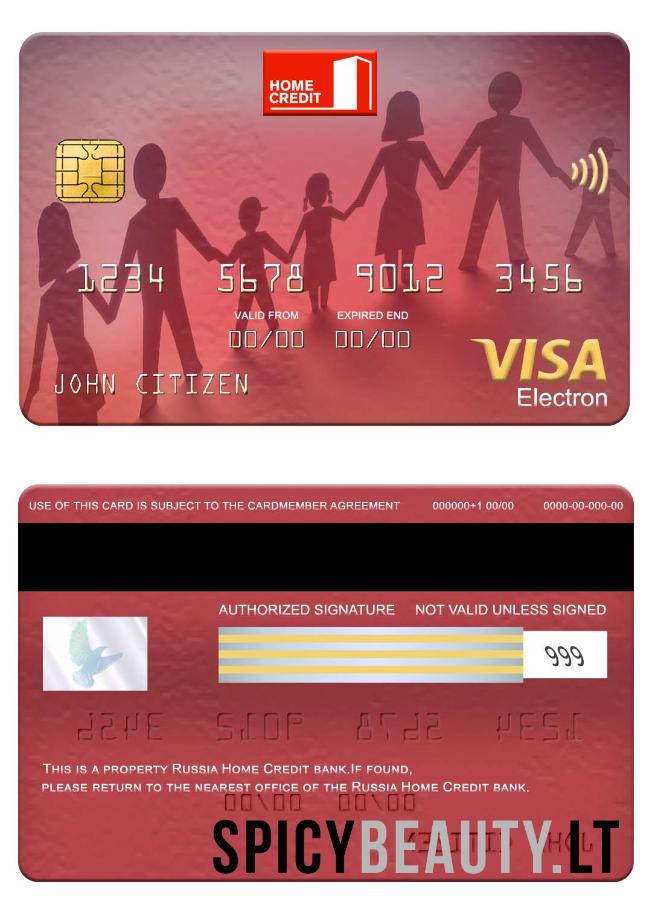 HOME
CREDIT
1234 5678 9012 3456
VALID FROM EXPIRED END
00/00 00/00
JOHN CITIZEN
VISA
Electron
USE OF THIS CARD IS SUBJECT TO THE CARDMEMBER AGREEMENT 000000+1 00/00 0000-00-000-00
AUTHORIZED SIGNATURE NOT VALID UNLESS SIGNED
999
THIS IS A PROPERTY RUSSIA HOME CREDIT BANK.IF FOUND,
PLEASE RETURN TO THE NEAREST OFFICE OF THE RUSSIA HOME CREDIT BANK.
00/00 00/00
SPICYBEAUTY.LT